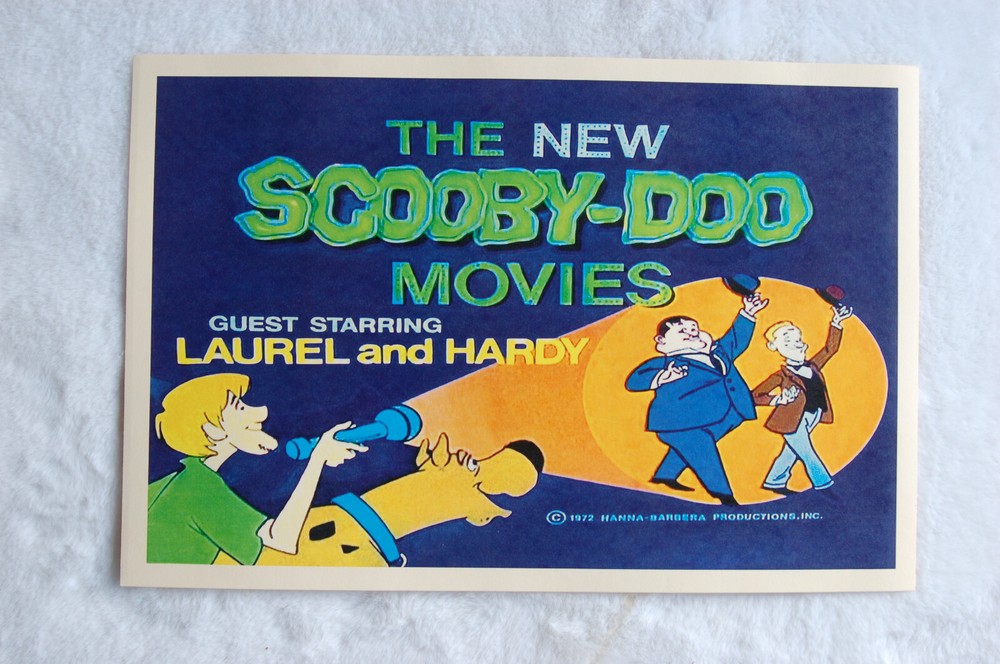 THE NEW
SCOOBY-DOO
MOVIES
GUEST STARRING
LAUREL and HARDY
© 1972 HANNA-BARBERA PRODUCTIONS, INC.